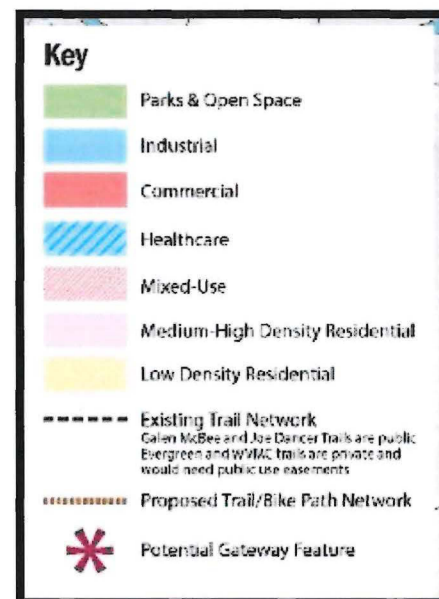 Key
Parks & Open Space
Industrial
Commercial
Healthcare
Mixed-Use
Medium-High Density Residential
Low Density Residential
Existing Trail Network
Galen McBee and Joe Dancer Trails are public
Evergreen and WVMC trails are private and
would need public use easements
Proposed Trail/Bike Path Network
Potential Gateway Feature